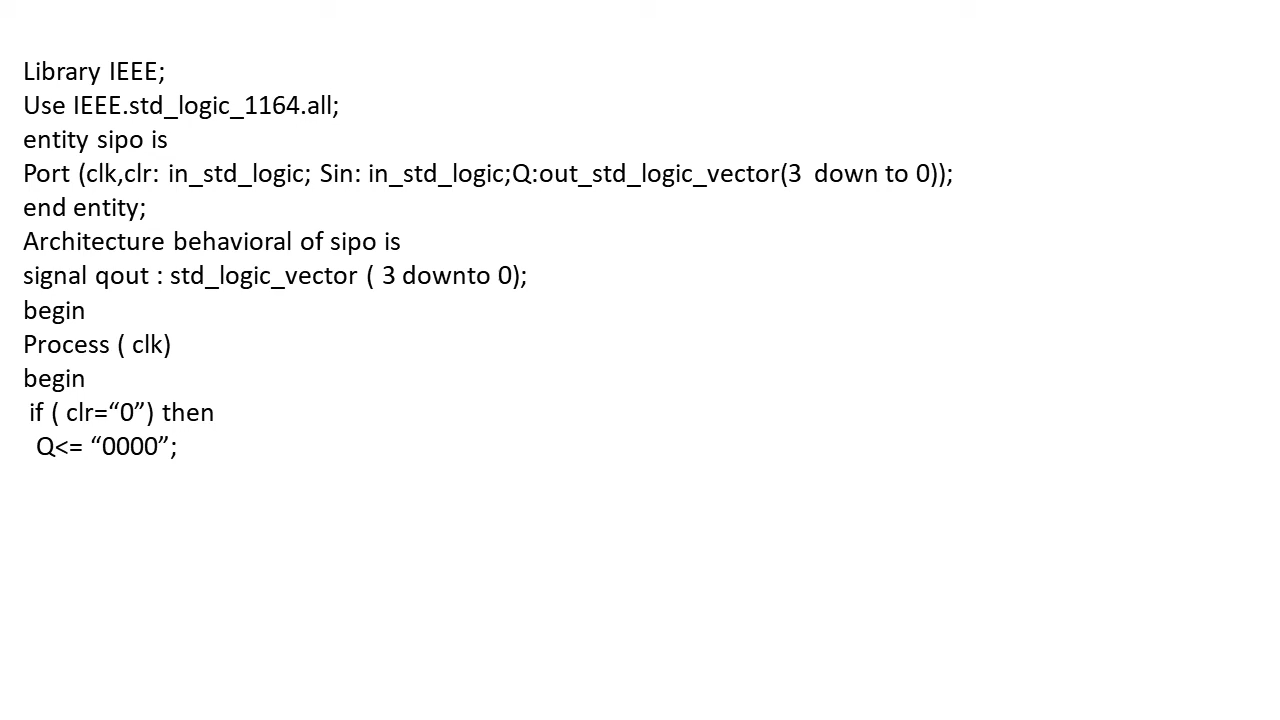 Library IEEE;
Use IEEE.std_logic_1164.all;
entity sipo is
Port (clk,clr: in_std_logic; Sin: in_std_logic;Q:out_std_logic_vector(3  down to 0));
end entity;
Architecture behavioral of sipo is
signal qout : std_logic_vector ( 3 downto 0);
begin
Process ( clk)
begin
if ( clr=“0”) then
Q<= “0000”;